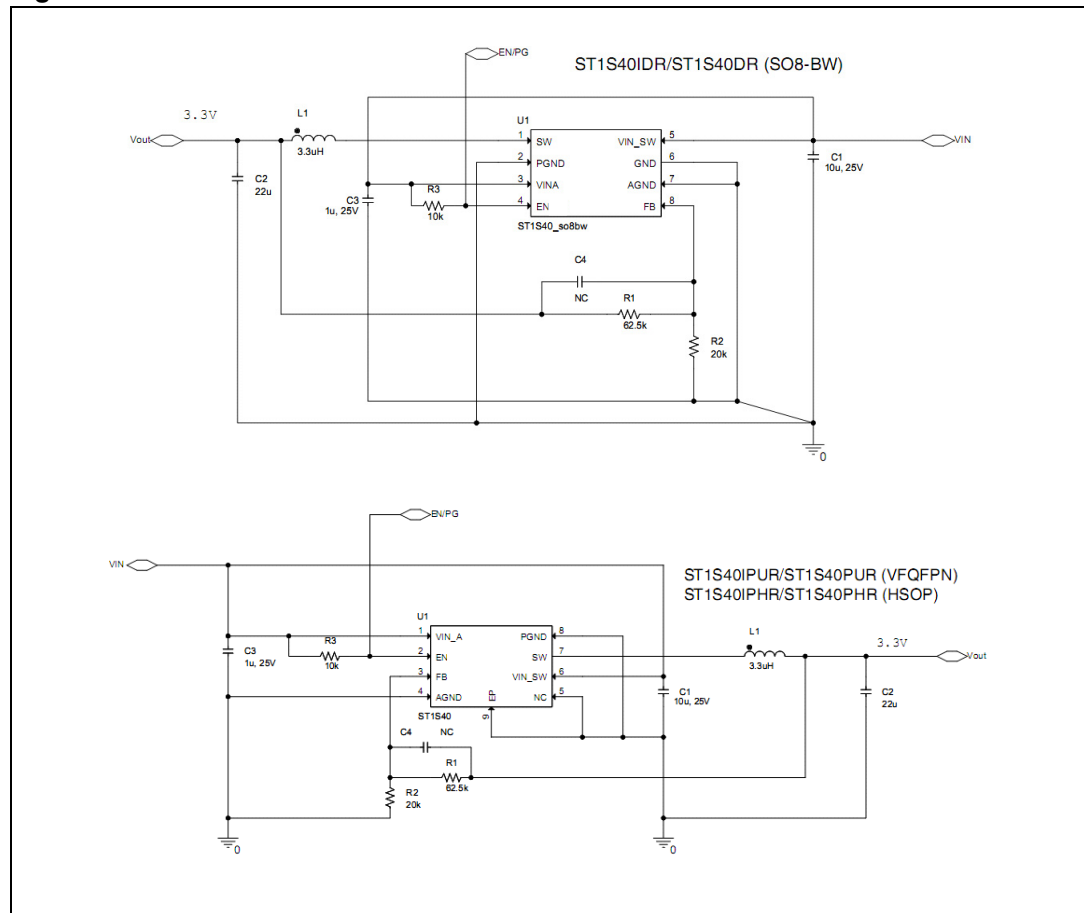 EN/PG
ST1S40IDR/ST1S40DR (SO8-BW)
3.3V
L1
U1
Vout
3.3uH
1
SW
VIN_SW
5
VIN
2
PGND
GND
6
C1
10u, 25V
C2
22u
3
VINA
AGND
7
C3
1u, 25V
R3
10k
4
EN
FB
8
ST1S40_so8bw
C4
NC
R1
62.5k
R2
20k
0
EN/PG
VIN
ST1S40IPUR/ST1S40PUR (VFQFPN)
ST1S40IPHR/ST1S40PHR (HSOP)
U1
L1
3.3V
1
VIN_A
PGND
8
R3
10k
2
EN
SW
7
3.3uH
Vout
C3
1u, 25V
3
FB
VIN_SW
6
4
AGND
EP
NC
5
C1
10u, 25V
C2
22u
9
ST1S40
C4
NC
R1
62.5k
R2
20k
0
0